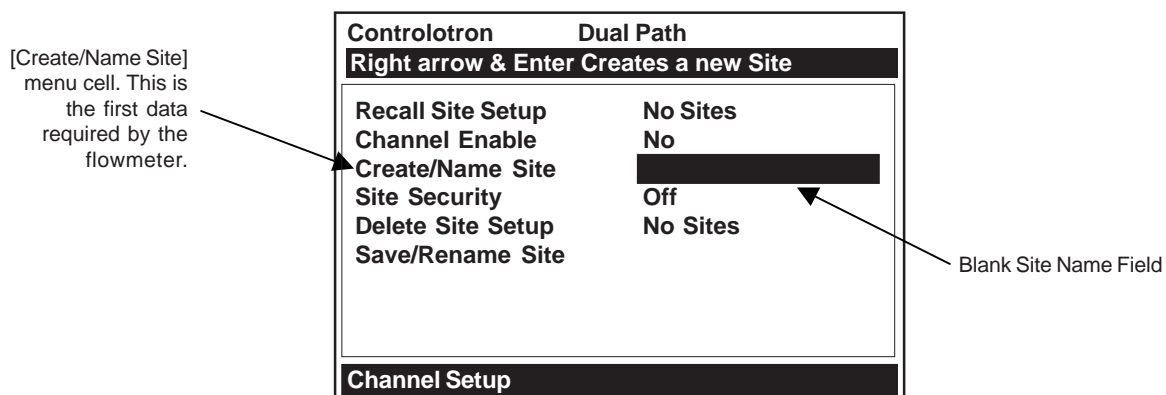 Controlotron Dual Path
Right arrow & Enter Creates a new Site
[Create/Name Site]
menu cell. This is
the first data
required by the
flowmeter.
Recall Site Setup No Sites
Channel Enable No
Create/Name Site
Site Security Off
Delete Site Setup No Sites
Save/Rename Site
Blank Site Name Field
Channel Setup